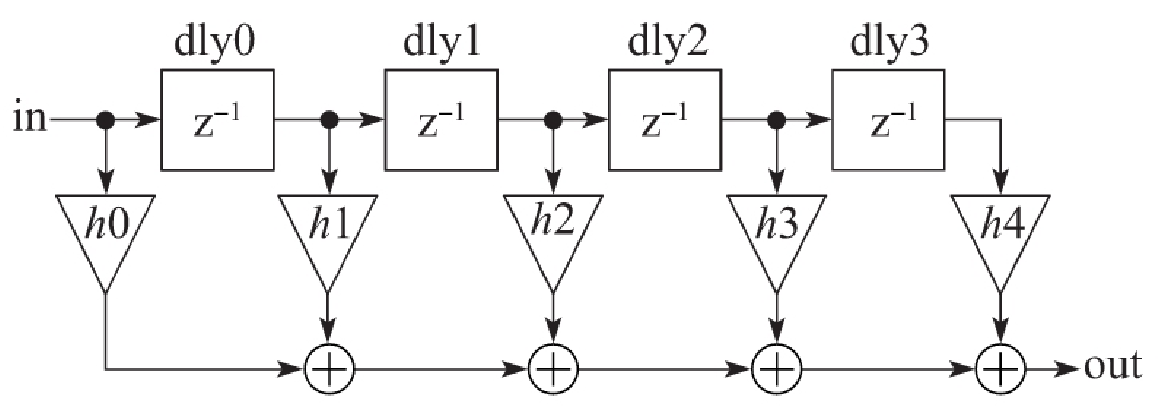 dly0 dly1 dly2 dly3
in z⁻¹ z⁻¹ z⁻¹ z⁻¹
h0 h1 h2 h3 h4
+ + + + out